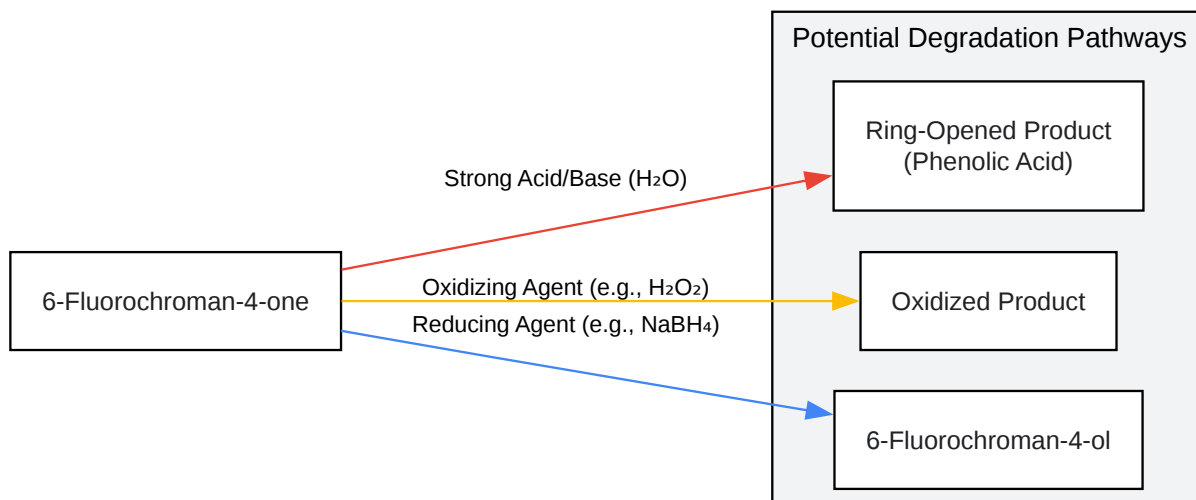 Potential Degradation Pathways
Ring-Opened Product
(Phenolic Acid)
Strong Acid/Base (H₂O)
6-Fluorochroman-4-one
Oxidizing Agent (e.g., H₂O₂)
Oxidized Product
Reducing Agent (e.g., NaBH₄)
6-Fluorochroman-4-ol